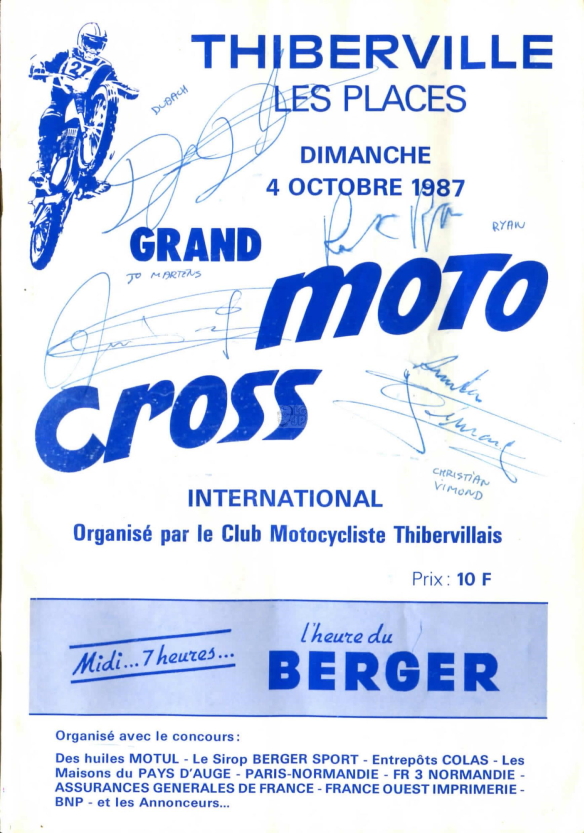 27
THIBERVILLE
LES PLACES
DUBACH
DIMANCHE
4 OCTOBRE 1987
RYAN
GRAND
JO MARTENS
MOTO
CROSS
CHRISTIAN
VIMOND
INTERNATIONAL
Organisé par le Club Motocycliste Thibervillais
Prix : 10 F
Midi...7 heures...
l'heure du
BERGER
Organisé avec le concours :
Des huiles MOTUL - Le Sirop BERGER SPORT - Entrepôts COLAS - Les
Maisons du PAYS D'AUGE - PARIS-NORMANDIE - FR 3 NORMANDIE -
ASSURANCES GENERALES DE FRANCE - FRANCE OUEST IMPRIMERIE -
BNP - et les Annonceurs...